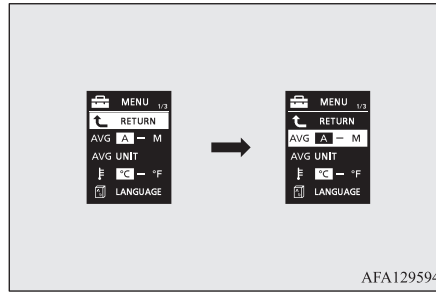 MENU 1/3
RETURN
AVG A – M
AVG UNIT
°C – °F
LANGUAGE
MENU 1/3
RETURN
AVG A – M
AVG UNIT
°C – °F
LANGUAGE
AFA129594